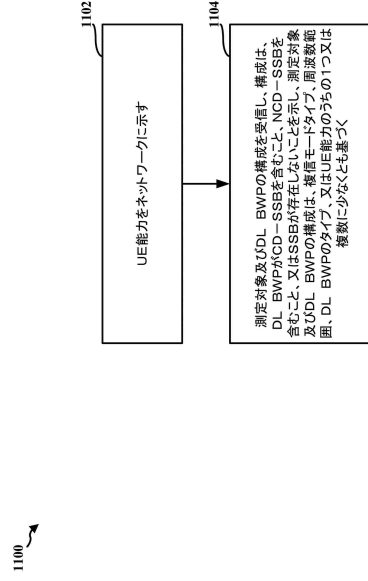 1100
1102
UE能力をネットワークに示す
1104
測定対象及びDL BWPの構成を受信し、構成は、
DL BWPがCD－SSBを含むこと、NCD－SSBを
含むこと、又はSSBが存在しないことを示し、測定対象
及びDL BWPの構成は、複信モードタイプ、周波数範
囲、DL BWPのタイプ、又はUE能力のうちの1つ又は
複数に少なくとも基づく